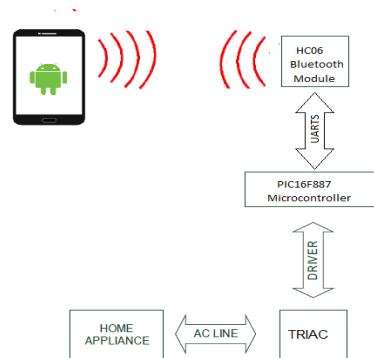 HC06
Bluetooth
Module
UARTS
PIC16F887
Microcontroller
DRIVER
HOME
APPLIANCE
AC LINE
TRIAC